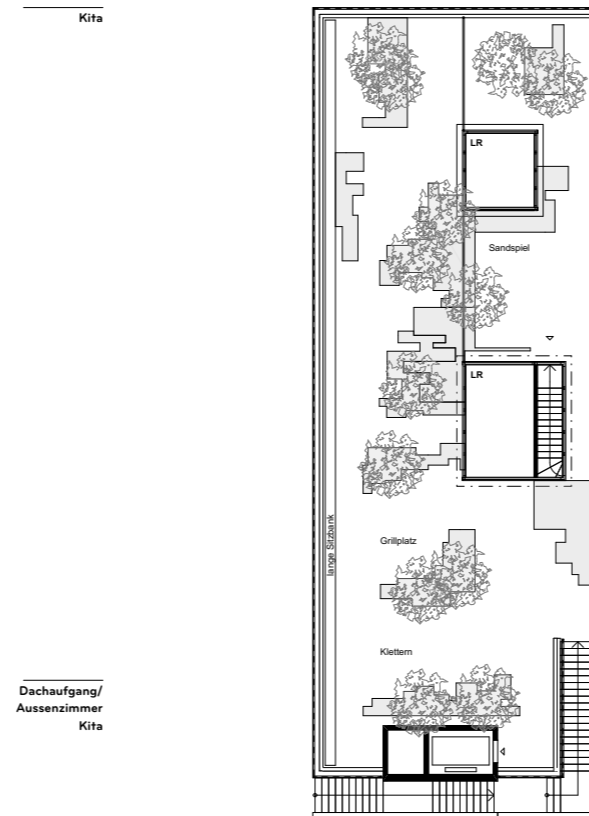 Kita
LR
Sandspiel
LR
lange Sitzbank
Grillplatz
Klettern
Dachaufgang/
Aussenzimmer
Kita